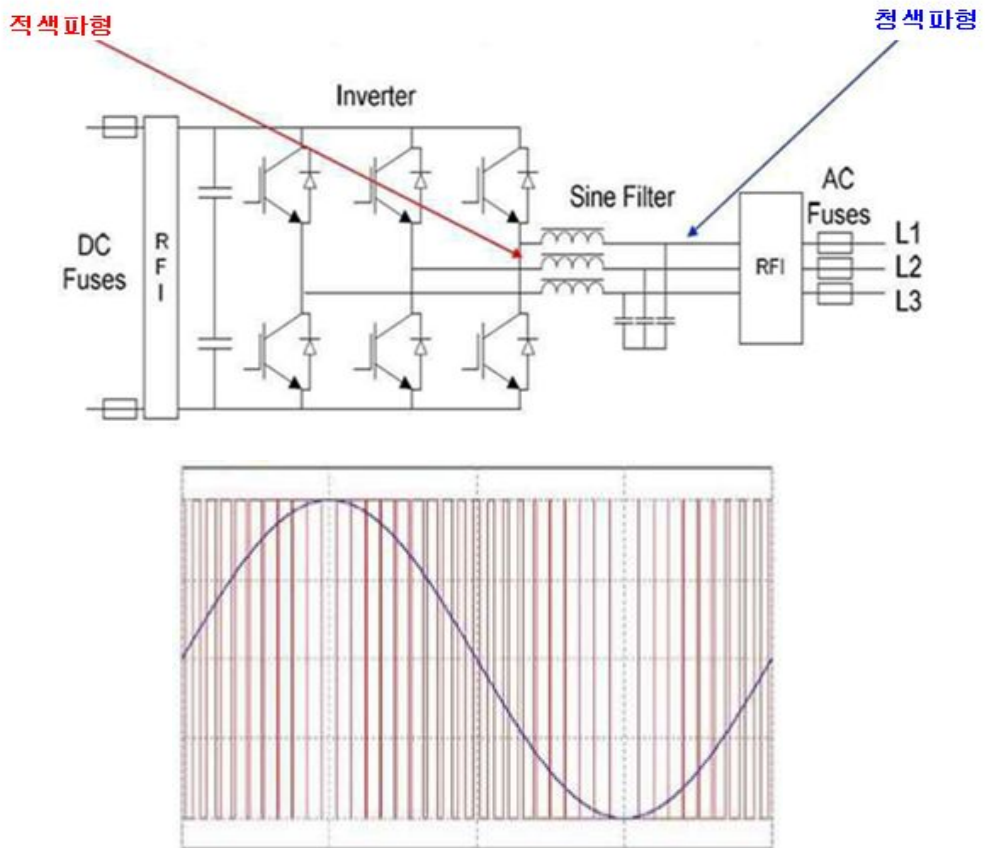 적색파형
청색파형
Inverter
Sine Filter
AC
Fuses
DC
Fuses
R
F
I
RFI
L1
L2
L3